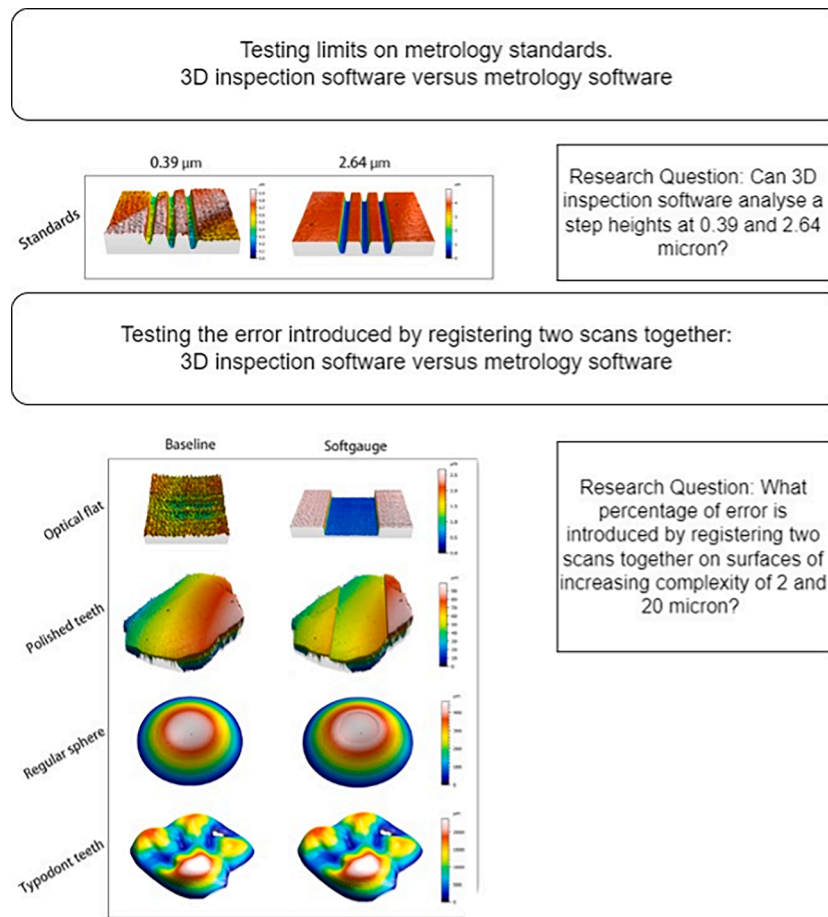 Testing limits on metrology standards.
3D inspection software versus metrology software
0.39 µm
2.64 µm
Standards
Research Question: Can 3D
inspection software analyse a
step heights at 0.39 and 2.64
micron?
Testing the error introduced by registering two scans together:
3D inspection software versus metrology software
Baseline
Softgauge
Optical flat
Polished teeth
Regular sphere
Typodont teeth
Research Question: What
percentage of error is
introduced by registering two
scans together on surfaces of
increasing complexity of 2 and
20 micron?